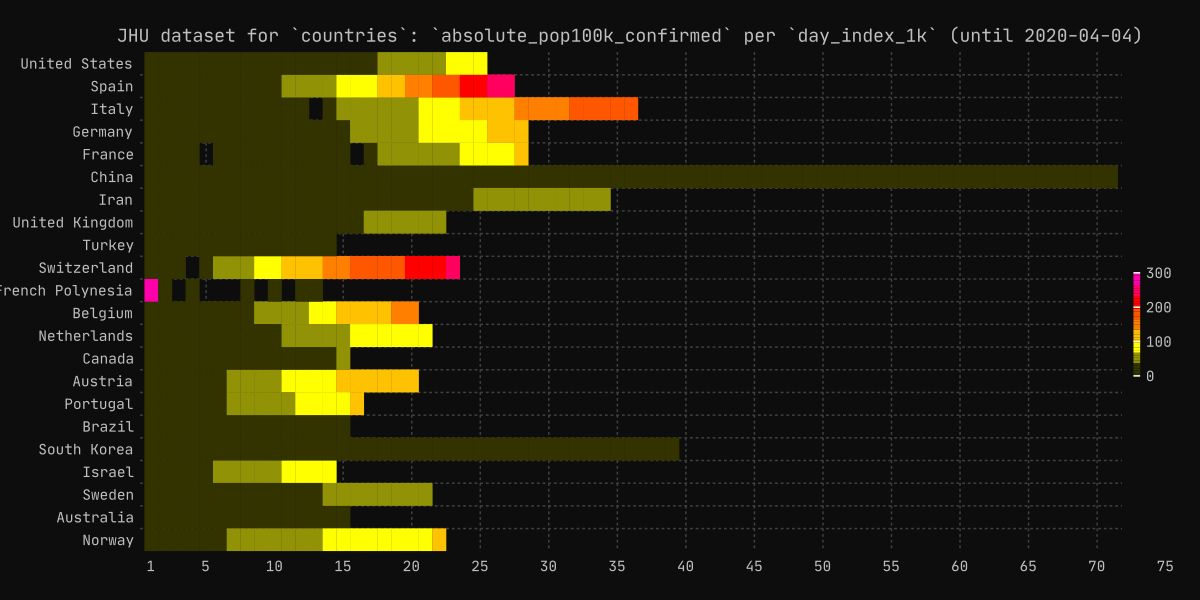 JHU dataset for `countries`: `absolute_pop100k_confirmed` per `day_index_1k` (until 2020-04-04)
United States
Spain
Italy
Germany
France
China
Iran
United Kingdom
Turkey
Switzerland
French Polynesia
Belgium
Netherlands
Canada
Austria
Portugal
Brazil
South Korea
Israel
Sweden
Australia
Norway
300
200
100
0
1 5 10 15 20 25 30 35 40 45 50 55 60 65 70 75